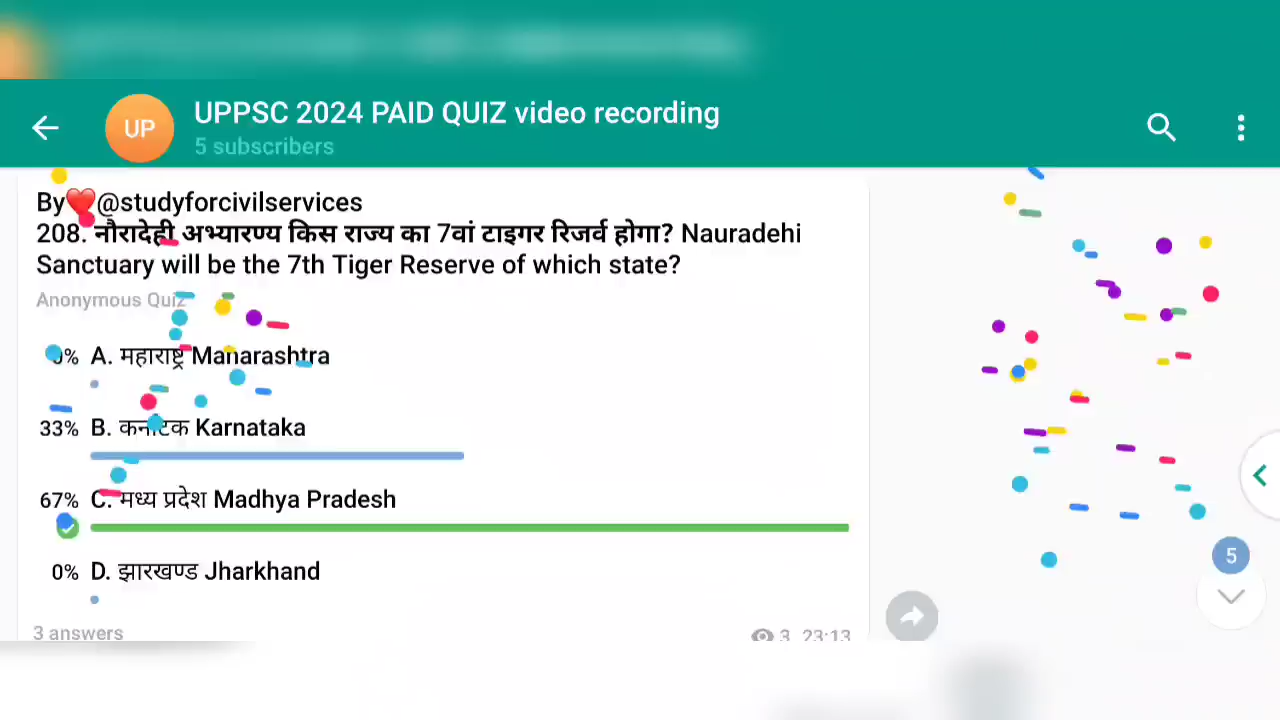 UP
UPPSC 2024 PAID QUIZ video recording
5 subscribers
By❤️@studyforcivilservices
208. नौरादेही अभ्यारण्य किस राज्य का 7वां टाइगर रिजर्व होगा? Nauradehi
Sanctuary will be the 7th Tiger Reserve of which state?
Anonymous Quiz
0% A. महाराष्ट्र Maharashtra
33% B. कर्नाटक Karnataka
67% C. मध्य प्रदेश Madhya Pradesh
0% D. झारखण्ड Jharkhand
3 answers
3 23:13
5